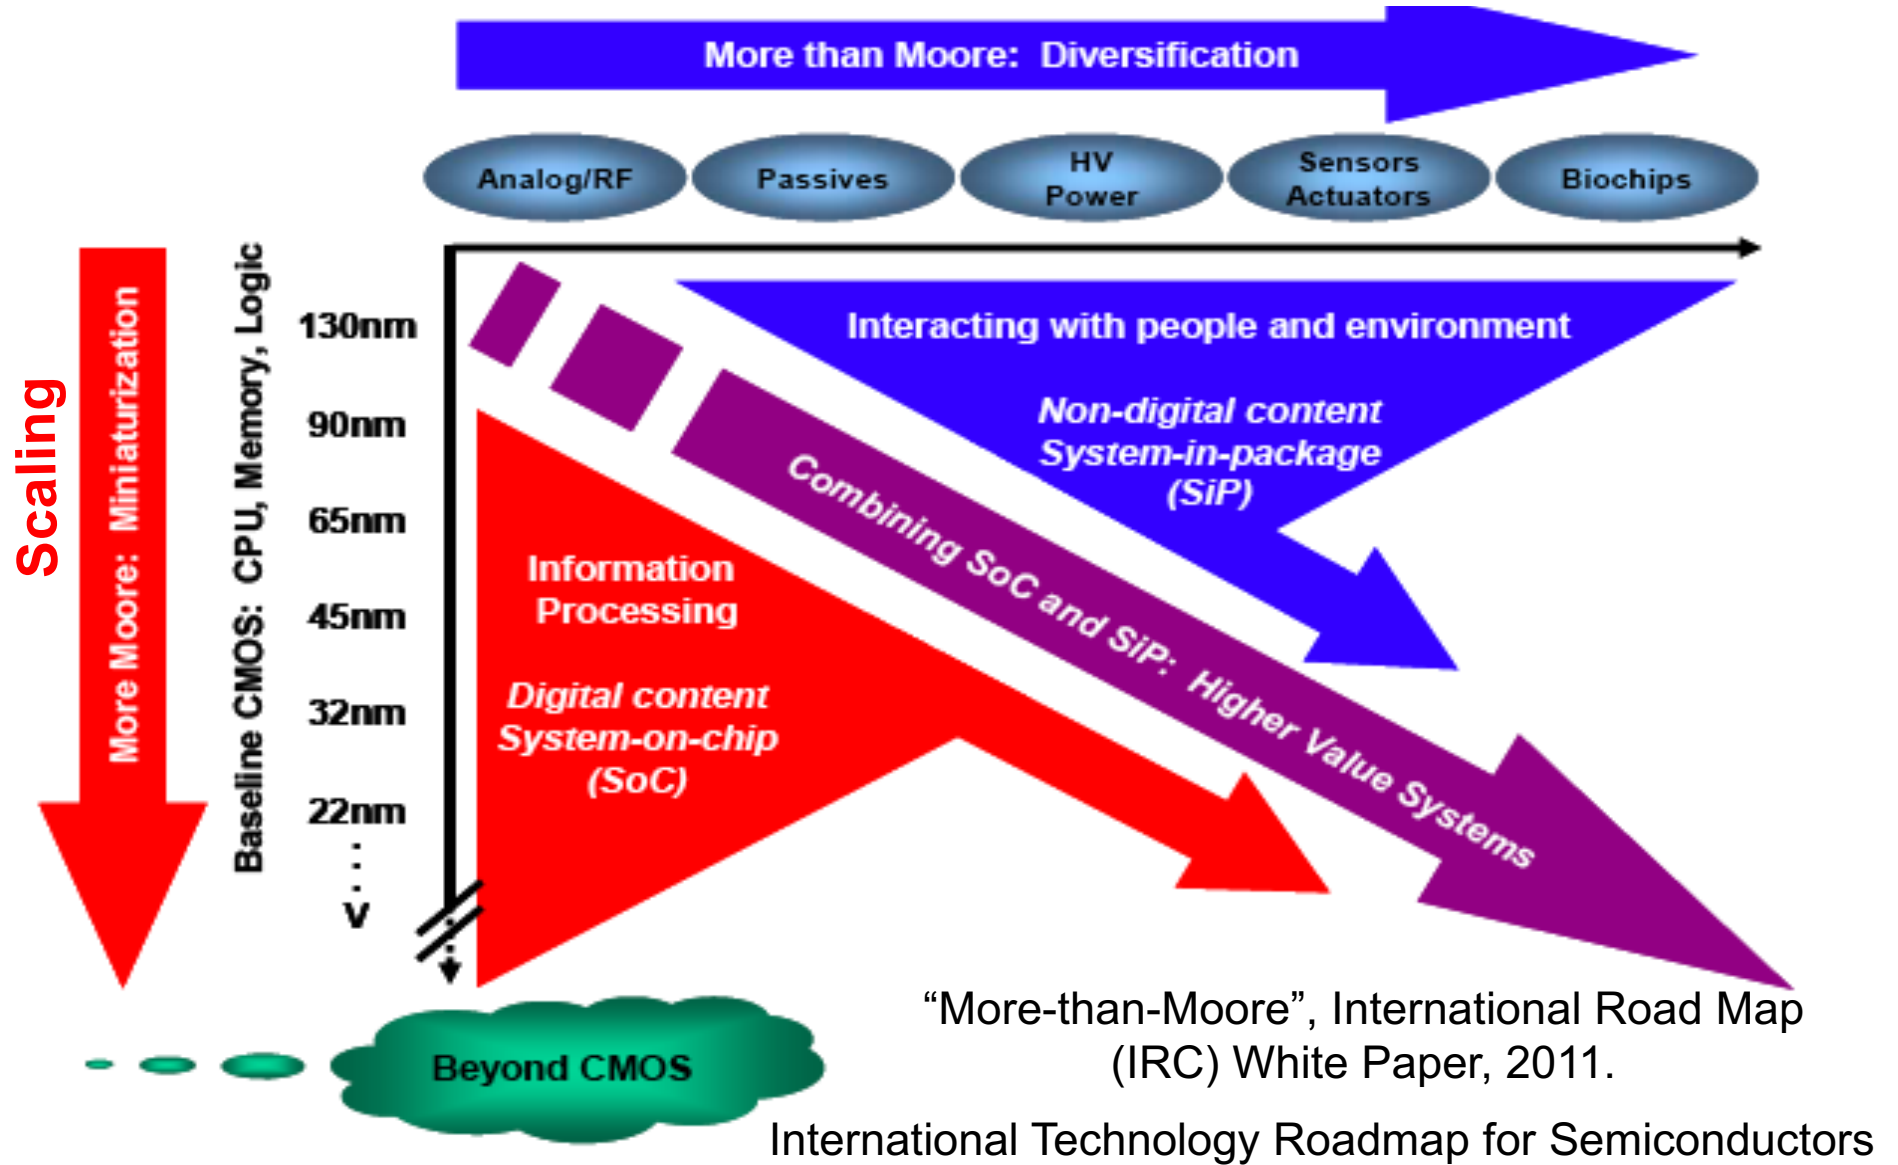 More than Moore:  Diversification
Analog/RF
Passives
HV
Power
Sensors
Actuators
Biochips
Scaling
More Moore:  Miniaturization
Baseline CMOS:  CPU, Memory, Logic
130nm
90nm
65nm
45nm
32nm
22nm
V
Interacting with people and environment
Non-digital content
System-in-package
(SiP)
Combining SoC and SiP:  Higher Value Systems
Information
Processing
Digital content
System-on-chip
(SoC)
Beyond CMOS
“More-than-Moore”, International Road Map
(IRC) White Paper, 2011.
International Technology Roadmap for Semiconductors